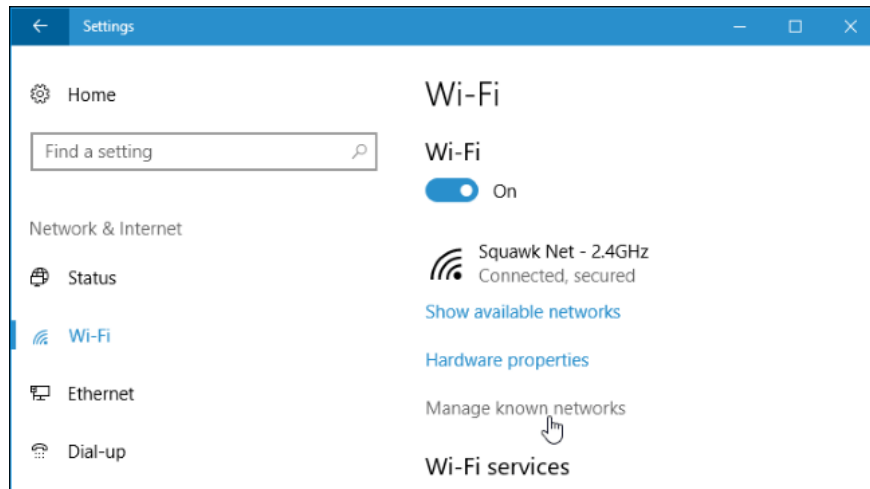 Settings
Home
Find a setting
Network & Internet
Status
Wi-Fi
Ethernet
Dial-up
Wi-Fi
Wi-Fi
On
Squawk Net - 2.4GHz
Connected, secured
Show available networks
Hardware properties
Manage known networks
Wi-Fi services